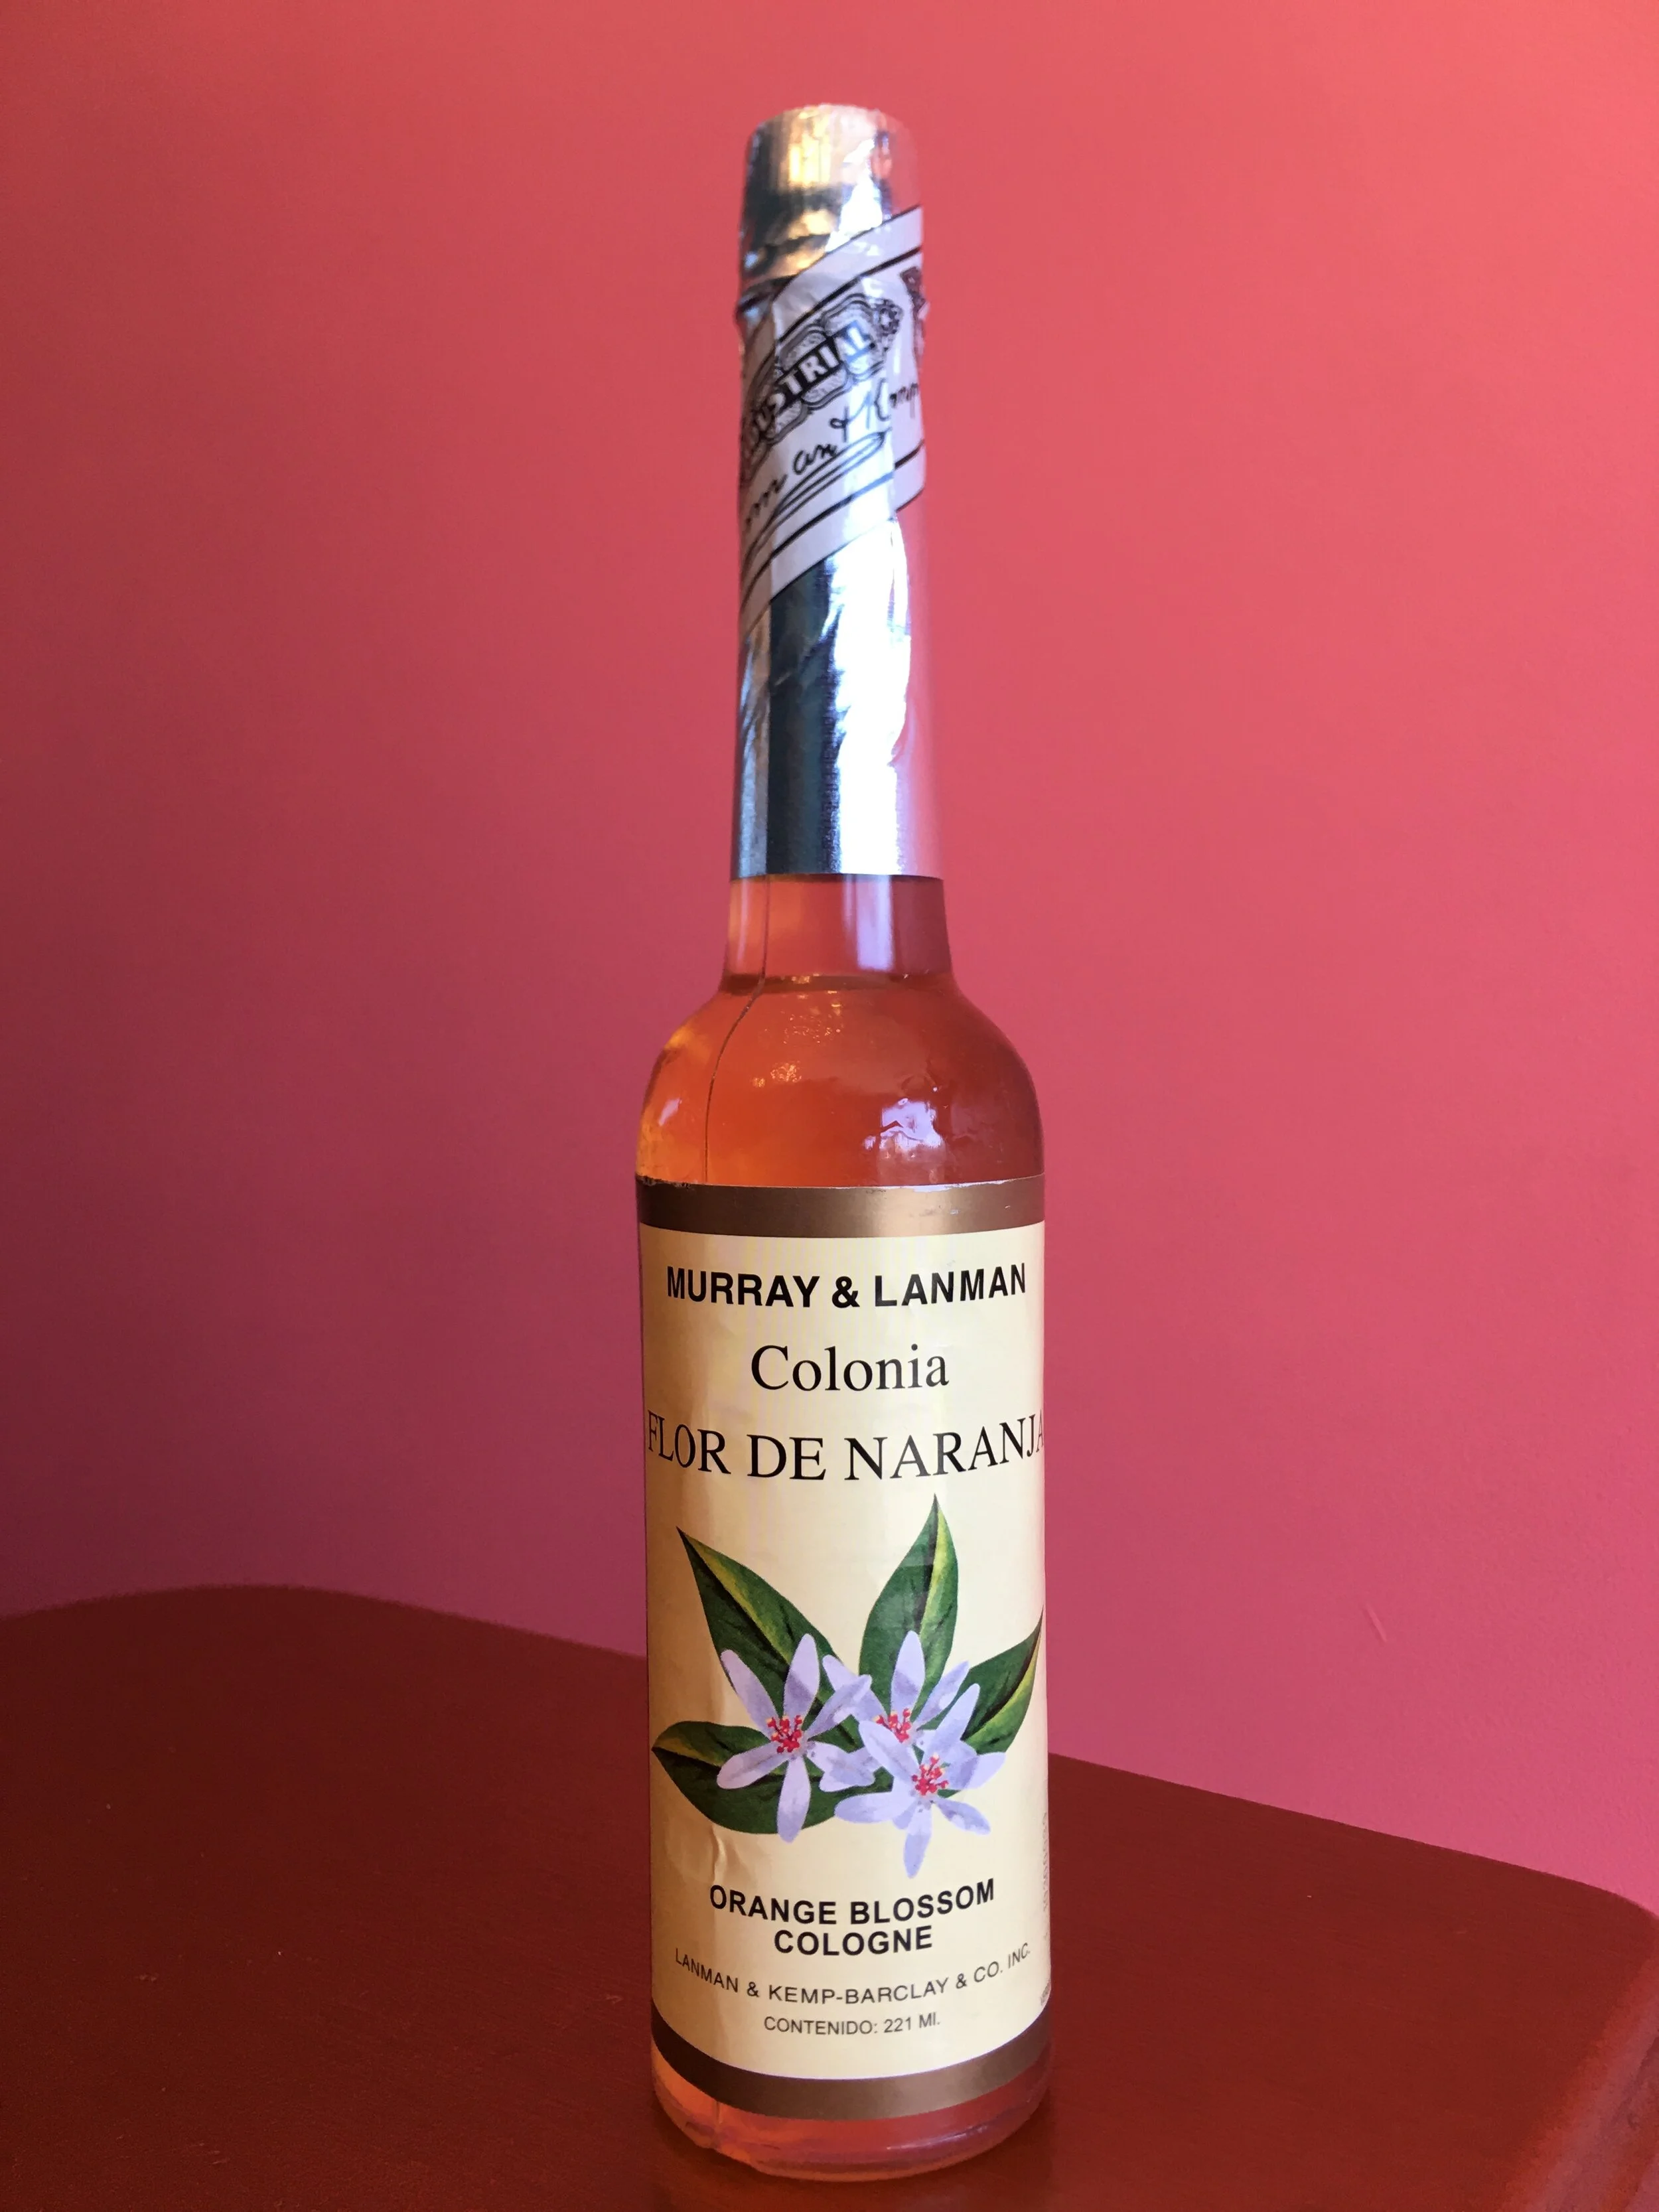 MURRAY & LANMAN
Colonia
FLOR DE NARANJA
ORANGE BLOSSOM
COLOGNE
LANMAN & KEMP-BARCLAY & CO. INC.
CONTENIDO: 221 Ml.